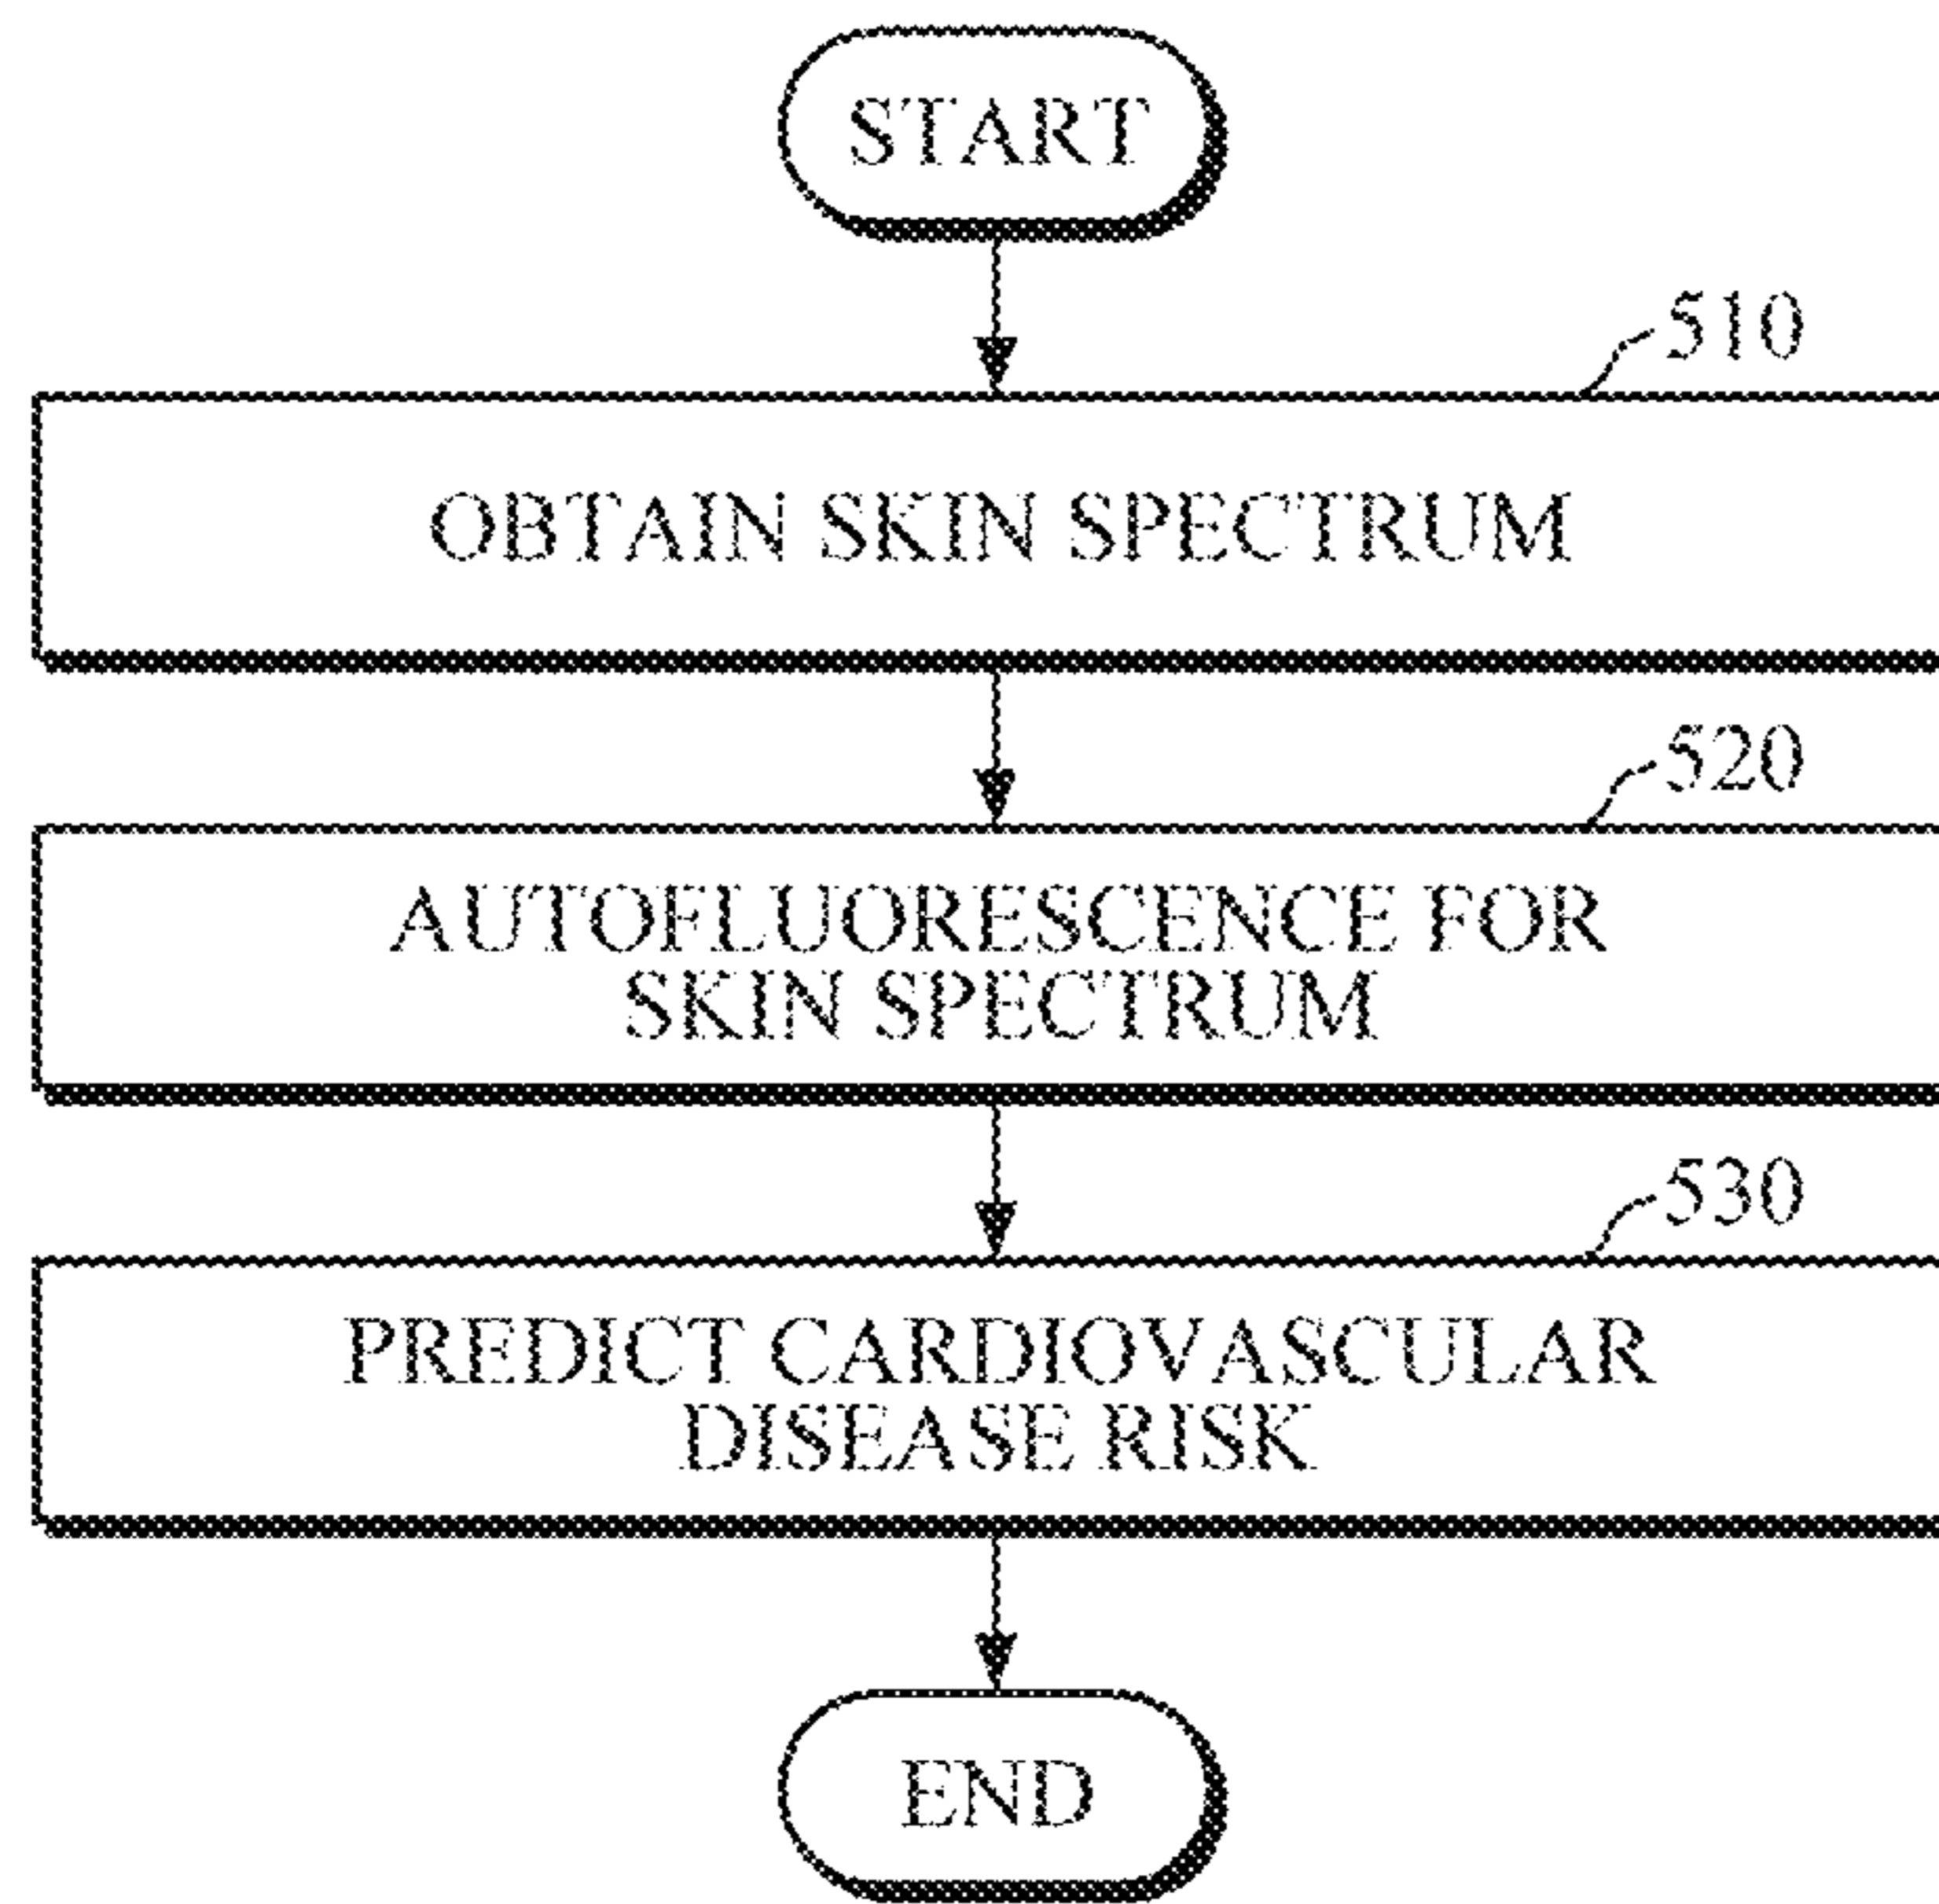 START
510
OBTAIN SKIN SPECTRUM
520
AUTOFLUORESCENCE FOR
SKIN SPECTRUM
530
PREDICT CARDIOVASCULAR
DISEASE RISK
END